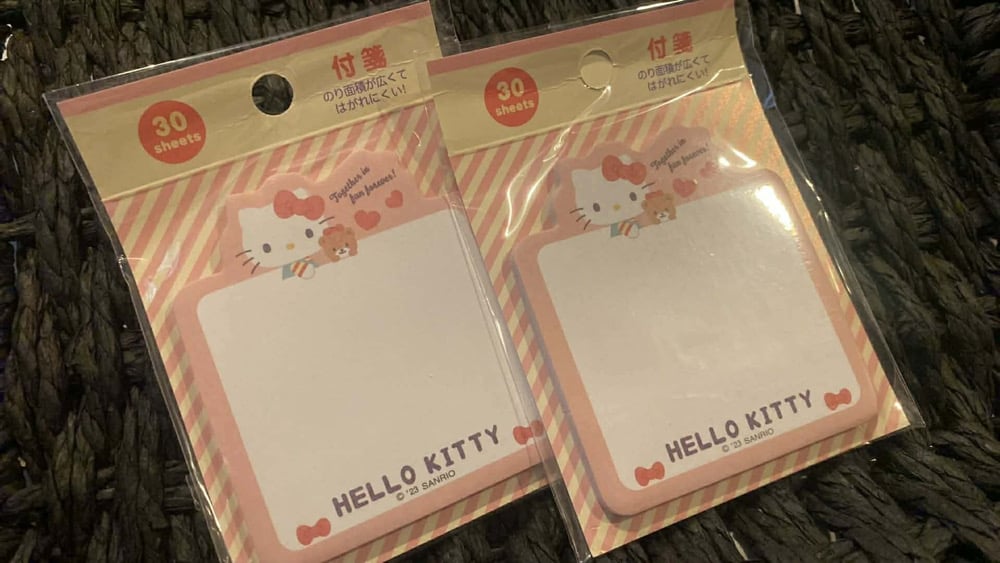 30
sheets
付箋
のり面積が広くて
はがれにくい!
Together in
fun forever!
HELLO KITTY
© '23 SANRIO
30
sheets
付箋
のり面積が広くて
はがれにくい!
Together in
fun forever!
HELLO KITTY
© '23 SANRIO